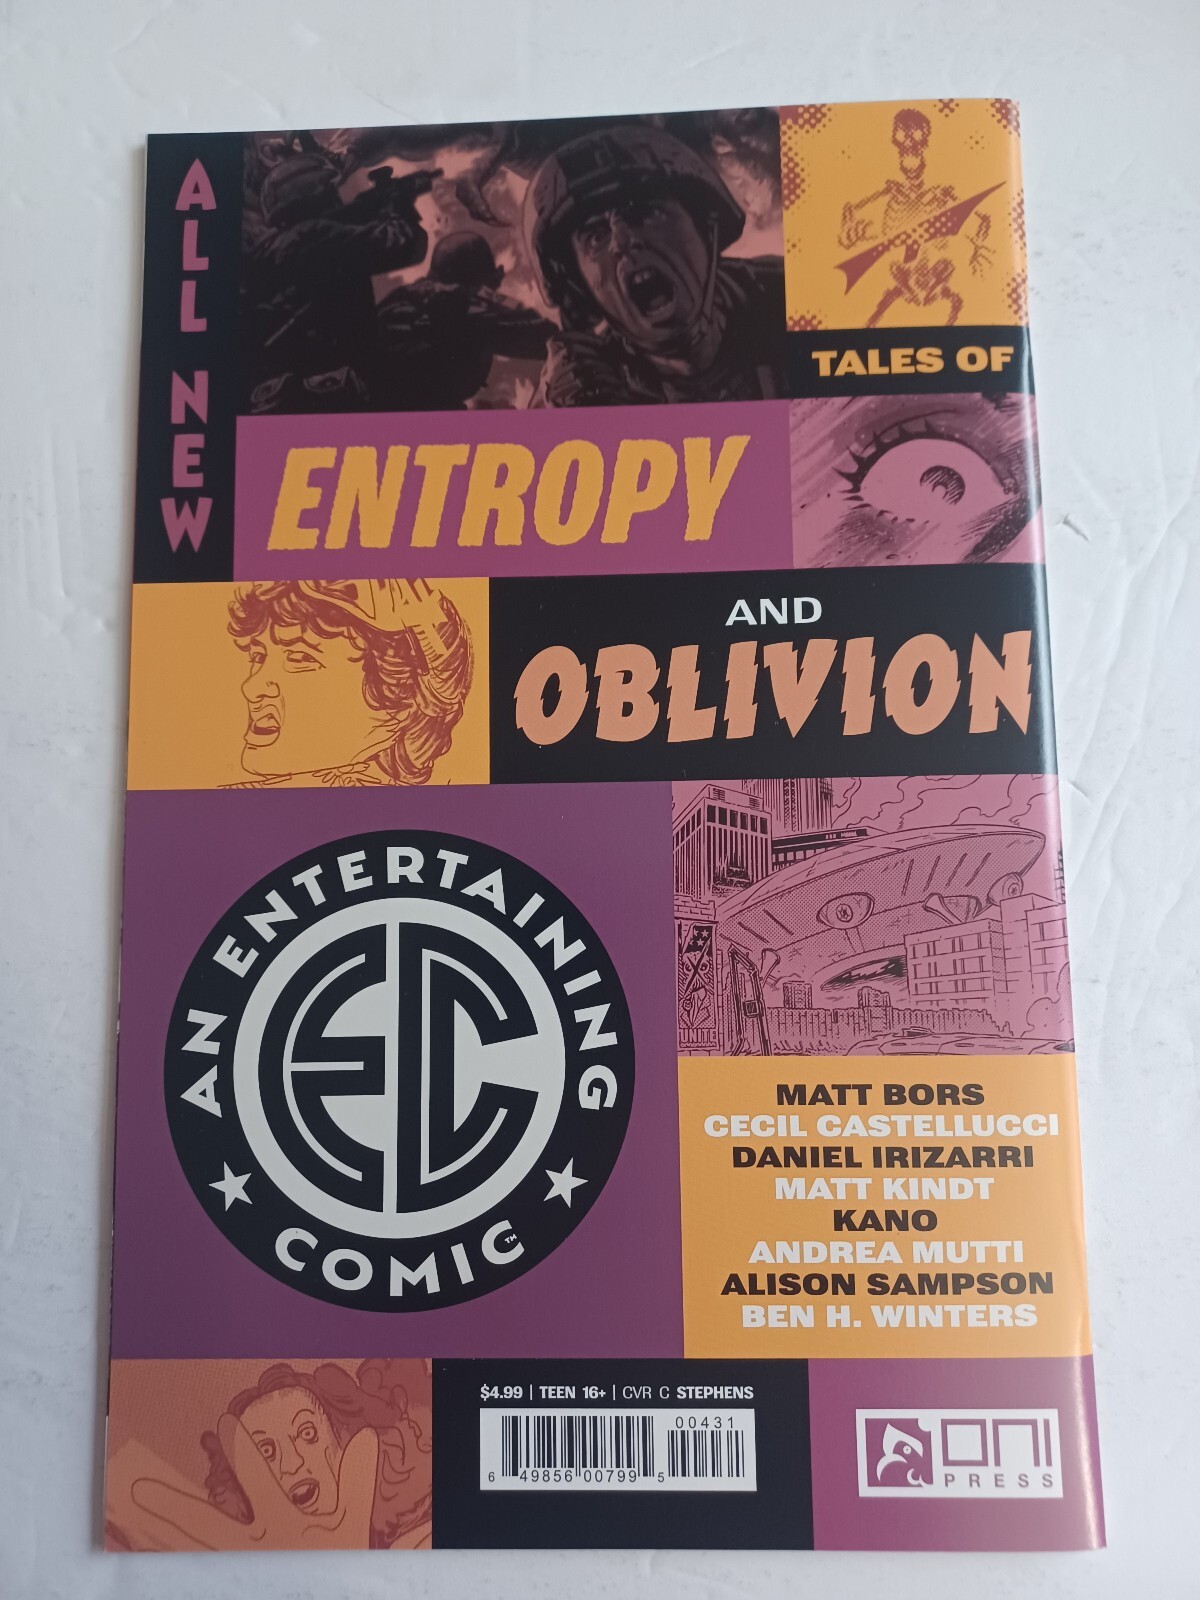 ALL NEW
TALES OF
ENTROPY
AND
OBLIVION
AN ENTERTAINING
EC
COMIC™
UNITE
MATT BORS
CECIL CASTELLUCCI
DANIEL IRIZARRI
MATT KINDT
KANO
ANDREA MUTTI
ALISON SAMPSON
BEN H. WINTERS
$4.99 | TEEN 16+ | CVR C STEPHENS
00431
6 49856 00799 5
ONI
PRESS